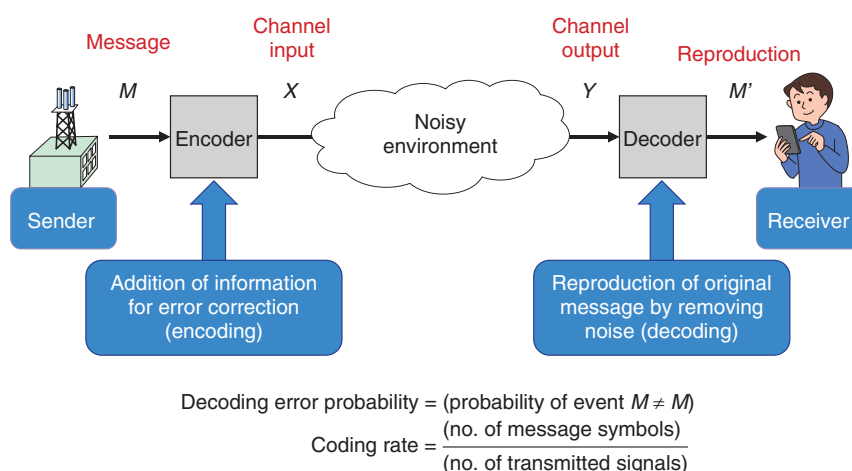 Message
Channel
input
Channel
output
Reproduction
M
X
Y
M'
Encoder
Noisy
environment
Decoder
Sender
Receiver
Addition of information
for error correction
(encoding)
Reproduction of original
message by removing
noise (decoding)
Decoding error probability = (probability of event M ≠ M)
Coding rate = (no. of message symbols)
(no. of transmitted signals)